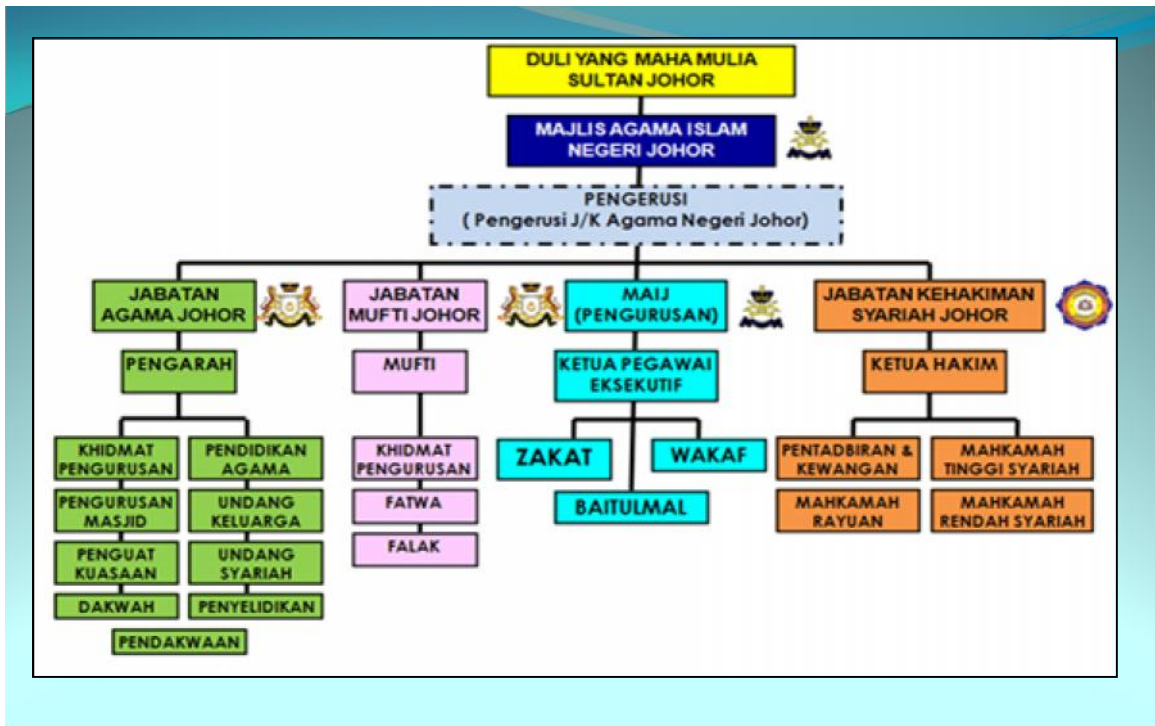 DULI YANG MAHA MULIA
SULTAN JOHOR
MAJLIS AGAMA ISLAM
NEGERI JOHOR
PENGERUSI
( Pengerusi J/K Agama Negeri Johor)
JABATAN
AGAMA JOHOR
JABATAN
MUFTI JOHOR
MAIJ
(PENGURUSAN)
JABATAN KEHAKIMAN
SYARIAH JOHOR
PENGARAH
MUFTI
KETUA PEGAWAI
EKSEKUTIF
KETUA HAKIM
KHIDMAT
PENGURUSAN
PENDIDIKAN
AGAMA
PENGURUSAN
MASJID
UNDANG
KELUARGA
PENGUAT
KUASAAN
UNDANG
SYARIAH
DAKWAH
PENYELIDIKAN
PENDAKWAAN
KHIDMAT
PENGURUSAN
FATWA
FALAK
ZAKAT
WAKAF
BAITULMAL
PENTADBIRAN &
KEWANGAN
MAHKAMAH
TINGGI SYARIAH
MAHKAMAH
RAYUAN
MAHKAMAH
RENDAH SYARIAH